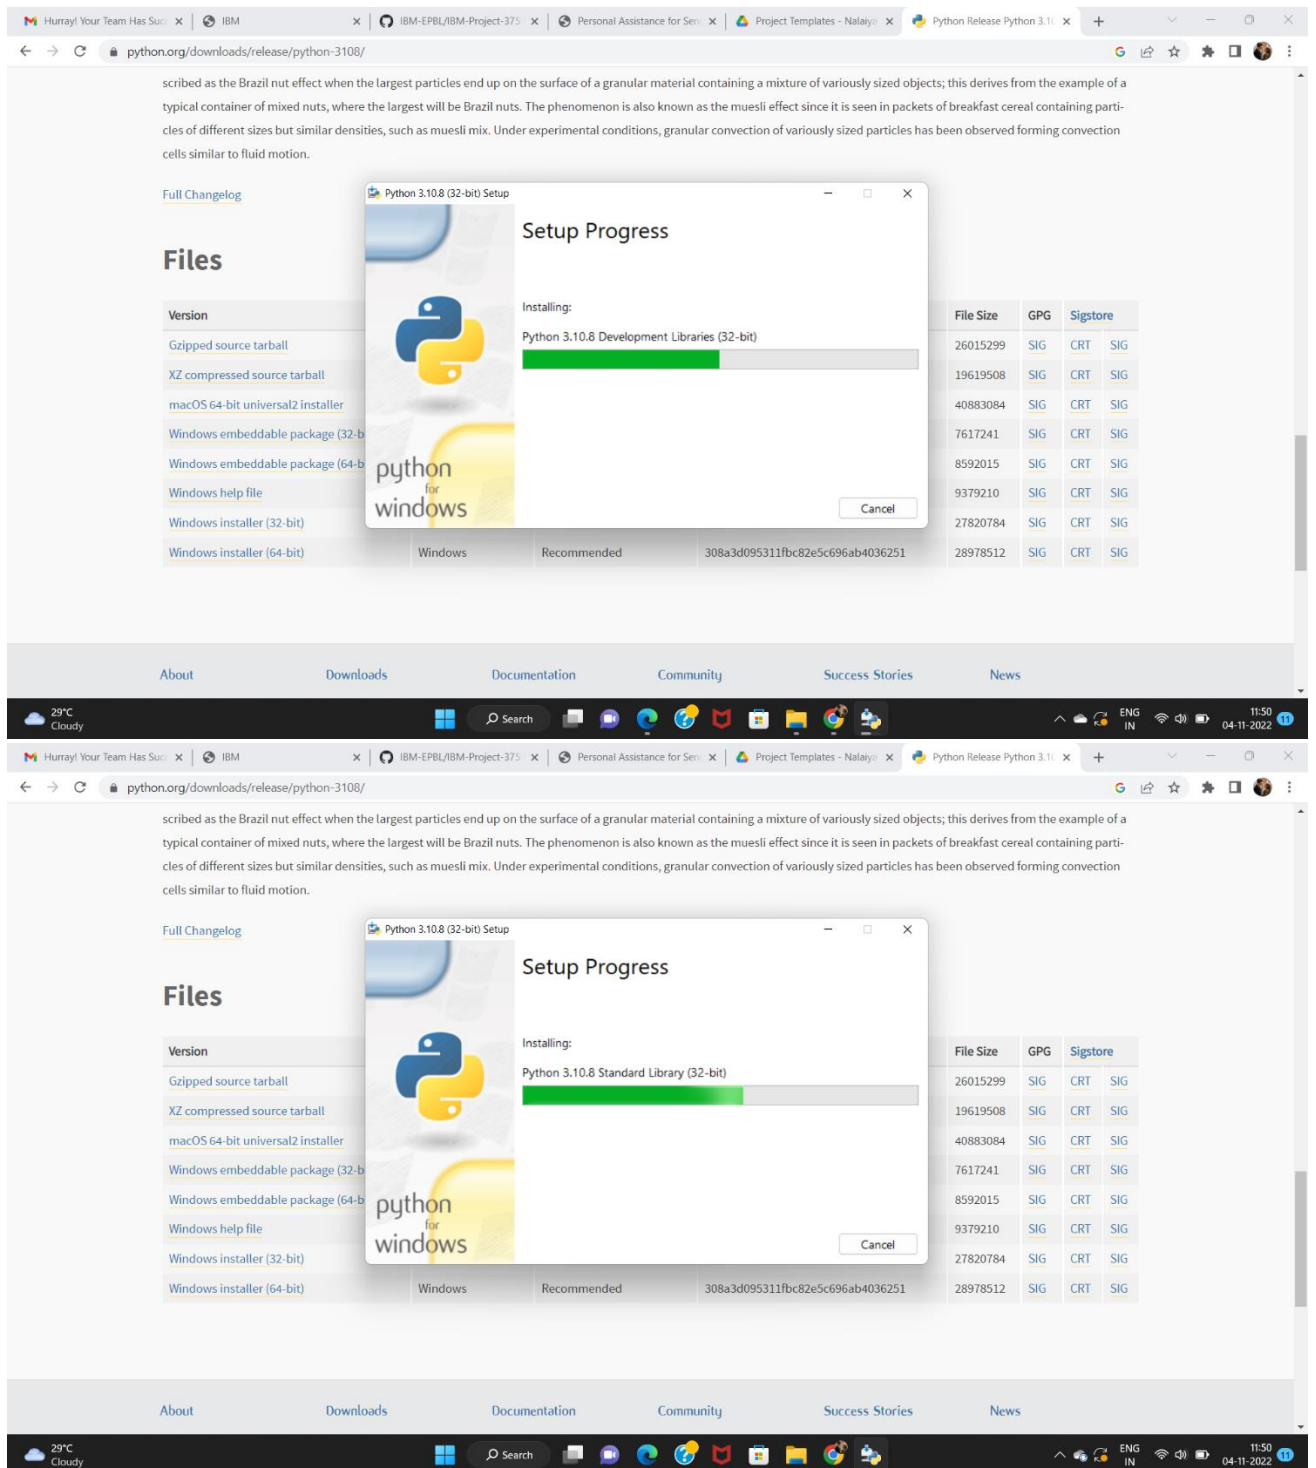 Hurray! Your Team Has Suc
IBM
IBM-EPBL/IBM-Project-375
Personal Assistance for Sen
Project Templates - Nalaiya
Python Release Python 3.10
python.org/downloads/release/python-3108/
scribed as the Brazil nut effect when the largest particles end up on the surface of a granular material containing a mixture of variously sized objects; this derives from the example of a
typical container of mixed nuts, where the largest will be Brazil nuts. The phenomenon is also known as the muesli effect since it is seen in packets of breakfast cereal containing parti-
cles of different sizes but similar densities, such as muesli mix. Under experimental conditions, granular convection of variously sized particles has been observed forming convection
cells similar to fluid motion.
Full Changelog
Python 3.10.8 (32-bit) Setup
Setup Progress
Installing:
Python 3.10.8 Development Libraries (32-bit)
python
for
windows
Cancel
Files
Version File Size GPG Sigstore
Gzipped source tarball 26015299 SIG CRT SIG
XZ compressed source tarball 19619508 SIG CRT SIG
macOS 64-bit universal2 installer 40883084 SIG CRT SIG
Windows embeddable package (32-b 7617241 SIG CRT SIG
Windows embeddable package (64-b 8592015 SIG CRT SIG
Windows help file 9379210 SIG CRT SIG
Windows installer (32-bit) 27820784 SIG CRT SIG
Windows installer (64-bit) Windows Recommended 308a3d095311fbc82e5c696ab4036251 28978512 SIG CRT SIG
About Downloads Documentation Community Success Stories News
29°C
Cloudy
Search
ENG
IN
11:50
04-11-2022
11
Hurray! Your Team Has Suc
IBM
IBM-EPBL/IBM-Project-375
Personal Assistance for Sen
Project Templates - Nalaiya
Python Release Python 3.10
python.org/downloads/release/python-3108/
scribed as the Brazil nut effect when the largest particles end up on the surface of a granular material containing a mixture of variously sized objects; this derives from the example of a
typical container of mixed nuts, where the largest will be Brazil nuts. The phenomenon is also known as the muesli effect since it is seen in packets of breakfast cereal containing parti-
cles of different sizes but similar densities, such as muesli mix. Under experimental conditions, granular convection of variously sized particles has been observed forming convection
cells similar to fluid motion.
Full Changelog
Python 3.10.8 (32-bit) Setup
Setup Progress
Installing:
Python 3.10.8 Standard Library (32-bit)
python
for
windows
Cancel
Files
Version File Size GPG Sigstore
Gzipped source tarball 26015299 SIG CRT SIG
XZ compressed source tarball 19619508 SIG CRT SIG
macOS 64-bit universal2 installer 40883084 SIG CRT SIG
Windows embeddable package (32-b 7617241 SIG CRT SIG
Windows embeddable package (64-b 8592015 SIG CRT SIG
Windows help file 9379210 SIG CRT SIG
Windows installer (32-bit) 27820784 SIG CRT SIG
Windows installer (64-bit) Windows Recommended 308a3d095311fbc82e5c696ab4036251 28978512 SIG CRT SIG
About Downloads Documentation Community Success Stories News
29°C
Cloudy
Search
ENG
IN
11:50
04-11-2022
11